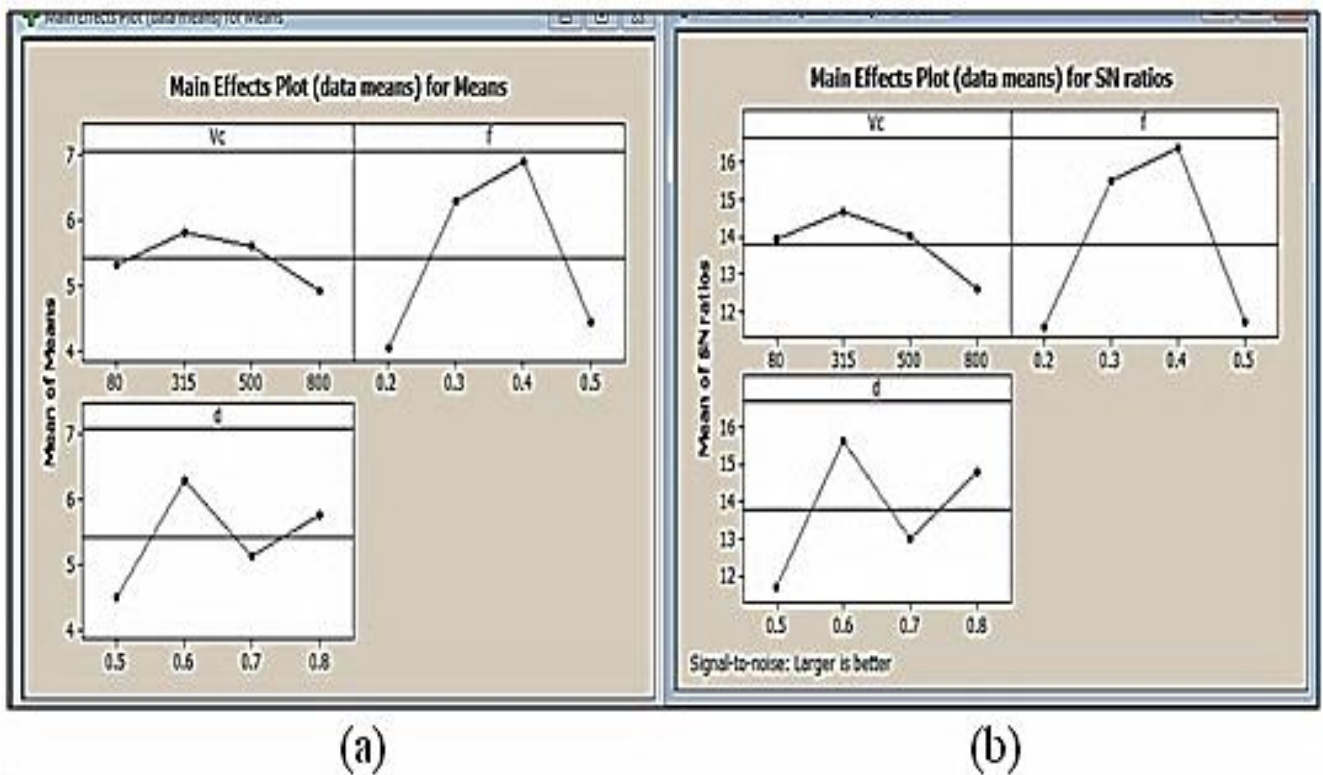 Main Effects Plot (data means) for Means
Main Effects Plot (data means) for Means
Vc f
7
6
5
4
80 315 500 800 0.2 0.3 0.4 0.5
Mean of Means
d
7
6
5
4
0.5 0.6 0.7 0.8
(a)
Main Effects Plot (data means) for SN ratios
Vc f
16
15
14
13
12
80 315 500 800 0.2 0.3 0.4 0.5
Mean of SN ratios
d
16
15
14
13
12
0.5 0.6 0.7 0.8
Signal-to-noise: Larger is better
(b)